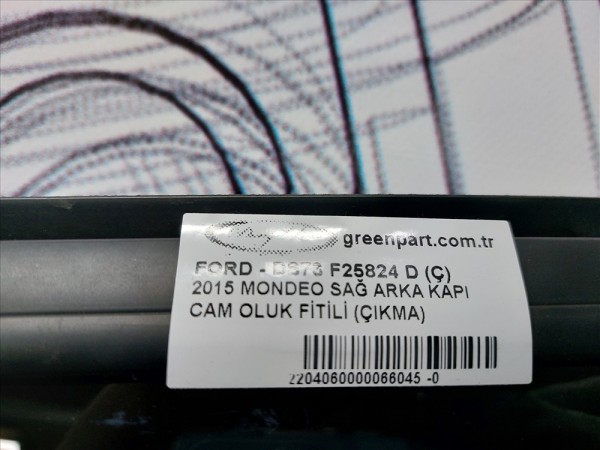 greenpart.com.tr
FORD - DS73 F25824 D (Ç)
2015 MONDEO SAĞ ARKA KAPI
CAM OLUK FİTİLİ (ÇIKMA)
2204060000066045 -0